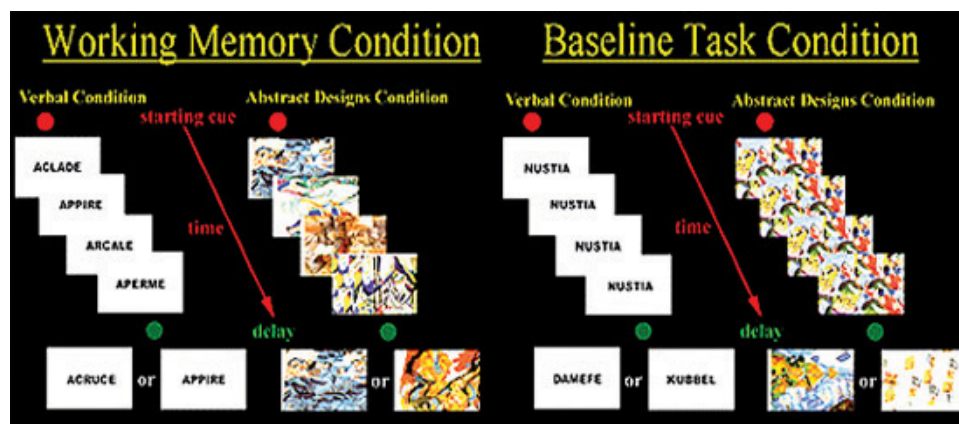 Working Memory Condition
Verbal Condition
Abstract Designs Condition
starting cue
ACLADE
APPIRE
ARCALE
APERME
time
delay
ACRUCE or APPIRE
or
Baseline Task Condition
Verbal Condition
Abstract Designs Condition
starting cue
NUSTIA
NUSTIA
NUSTIA
NUSTIA
time
delay
DAMEFE or KUBBEL
or